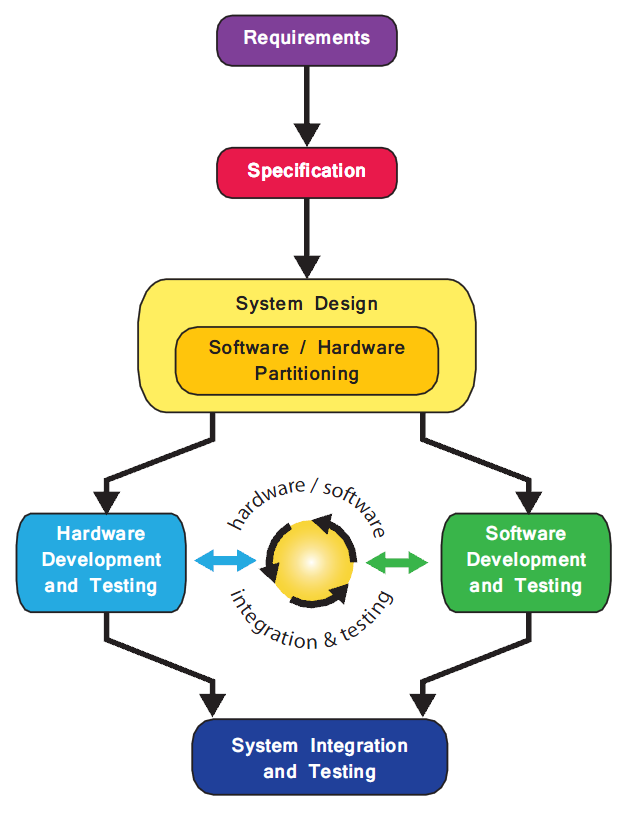 Requirements
Specification
System Design
Software / Hardware
Partitioning
hardware / software
Hardware
Development
and Testing
Software
Development
and Testing
integration & testing
System Integration
and Testing